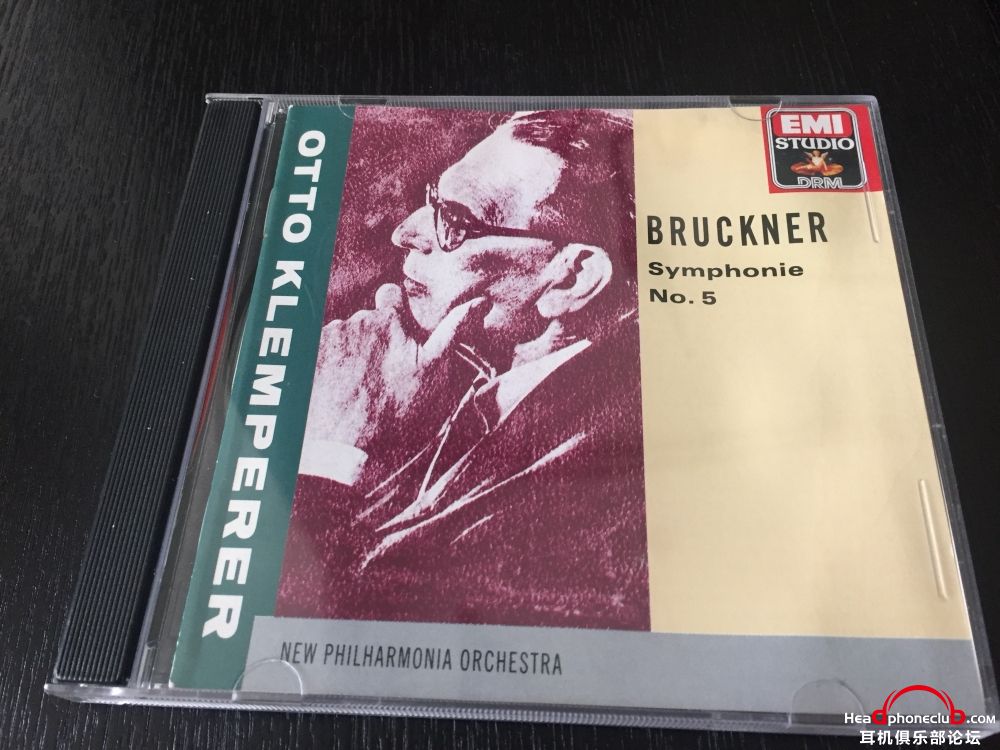 OTTO KLEMPERER
EMI
STUDIO
DRM
BRUCKNER
Symphonie
No. 5
NEW PHILHARMONIA ORCHESTRA
HeadphoneclubD.com
耳机俱乐部论坛